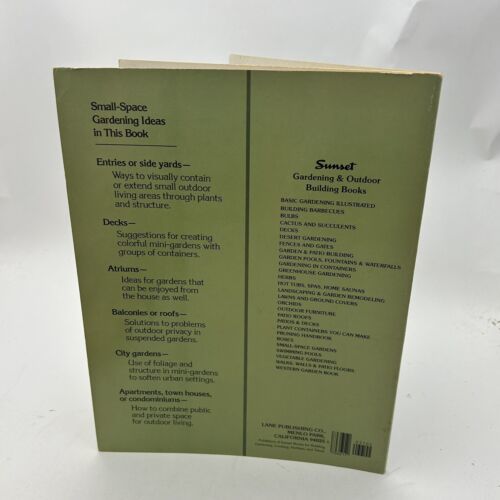 Small-Space
Gardening Ideas
in This Book
Entries or side yards—
Ways to visually contain
or extend small outdoor
living areas through plants
and structure.
Decks—
Suggestions for creating
colorful mini-gardens with
groups of containers.
Atriums—
Ideas for gardens that
can be enjoyed from
the house as well.
Balconies or roofs—
Solutions to problems
of outdoor privacy in
suspended gardens.
City gardens—
Use of foliage and
structure in mini-gardens
to soften urban settings.
Apartments, town houses,
or condominiums—
How to combine public
and private space
for outdoor living.
Sunset
Gardening & Outdoor
Building Books
BASIC GARDENING ILLUSTRATED
BUILDING BARBECUES
BULBS
CACTUS AND SUCCULENTS
DECKS
DESERT GARDENING
FENCES AND GATES
GARDEN & PATIO BUILDING
GARDEN POOLS, FOUNTAINS & WATERFALLS
GARDENING IN CONTAINERS
GREENHOUSE GARDENING
HERBS
HOT TUBS, SPAS, HOME SAUNAS
LANDSCAPING & GARDEN REMODELING
LAWNS AND GROUND COVERS
ORCHIDS
OUTDOOR FURNITURE
PATIO ROOFS
PATIOS & DECKS
PLANT CONTAINERS YOU CAN MAKE
PRUNING HANDBOOK
ROSES
SMALL-SPACE GARDENS
SWIMMING POOLS
VEGETABLE GARDENING
WALKS, WALLS & PATIO FLOORS
WESTERN GARDEN BOOK
LANE PUBLISHING CO.,
MENLO PARK,
CALIFORNIA 94025